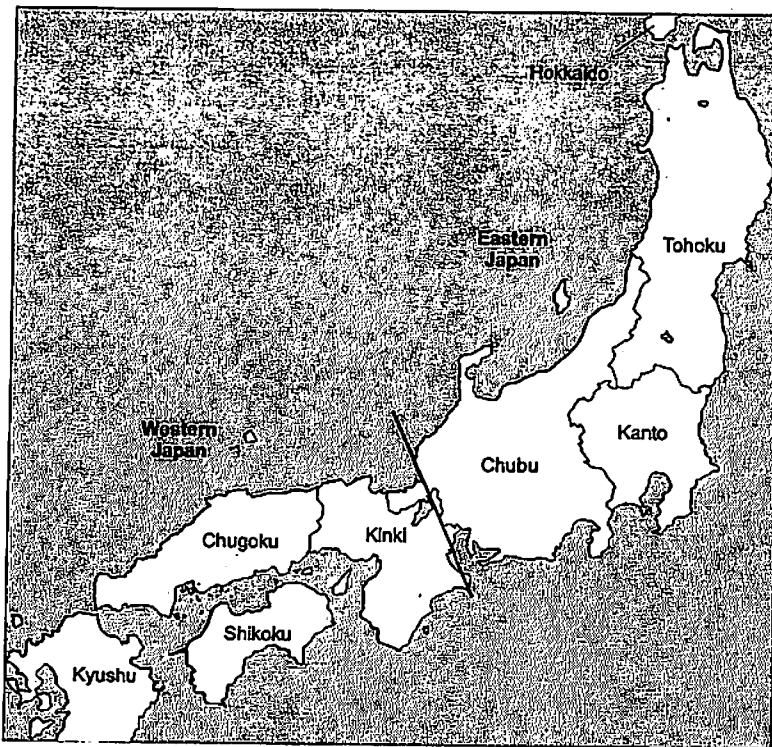 Hokkaido
Tohoku
Eastern
Japan
Kanto
Western
Japan
Chubu
Chugoku
Kinki
Shikoku
Kyushu